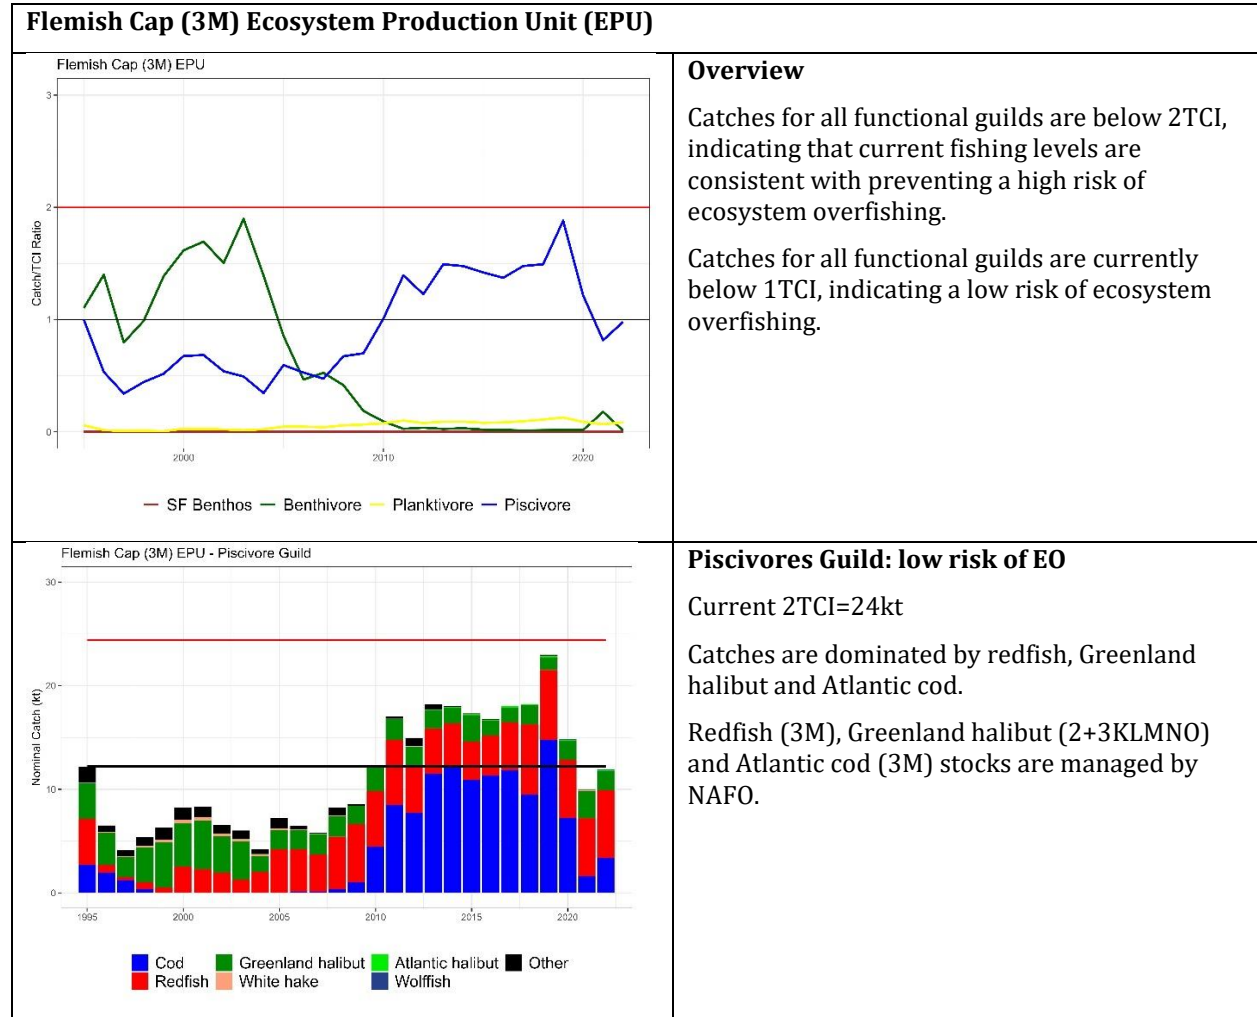 Flemish Cap (3M) Ecosystem Production Unit (EPU)
Flemish Cap (3M) EPU
3
2
1
0
Catch/TCI Ratio
2000
2010
2020
SF Benthos
Benthivore
Planktivore
Piscivore
Overview
Catches for all functional guilds are below 2TCI,
indicating that current fishing levels are
consistent with preventing a high risk of
ecosystem overfishing.
Catches for all functional guilds are currently
below 1TCI, indicating a low risk of ecosystem
overfishing.
Flemish Cap (3M) EPU - Piscivore Guild
30
20
10
0
Nominal Catch (kt)
1995
2000
2005
2010
2015
2020
Cod
Greenland halibut
Atlantic halibut
Other
Redfish
White hake
Wolffish
Piscivores Guild: low risk of EO
Current 2TCI=24kt
Catches are dominated by redfish, Greenland
halibut and Atlantic cod.
Redfish (3M), Greenland halibut (2+3KLMNO)
and Atlantic cod (3M) stocks are managed by
NAFO.